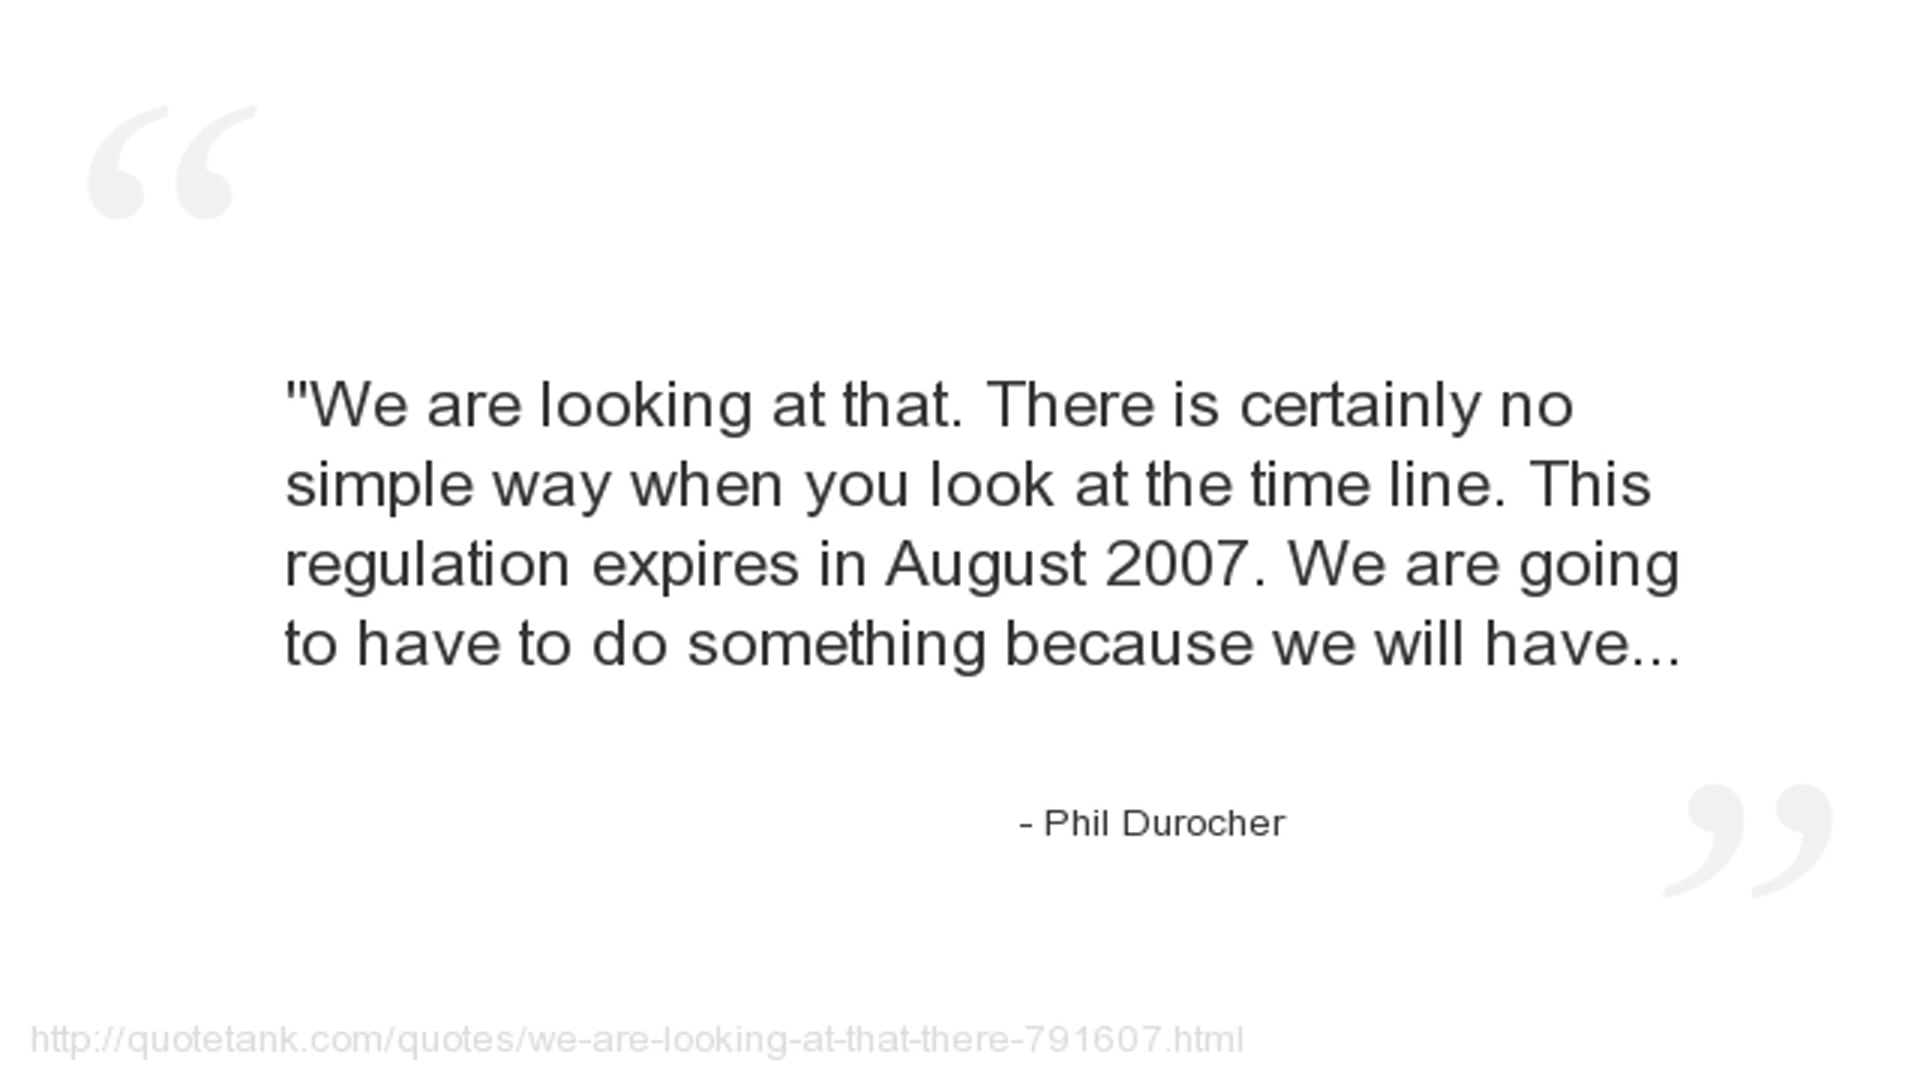 "We are looking at that. There is certainly no
simple way when you look at the time line. This
regulation expires in August 2007. We are going
to have to do something because we will have...
- Phil Durocher
http://quotetank.com/quotes/we-are-looking-at-that-there-791607.html